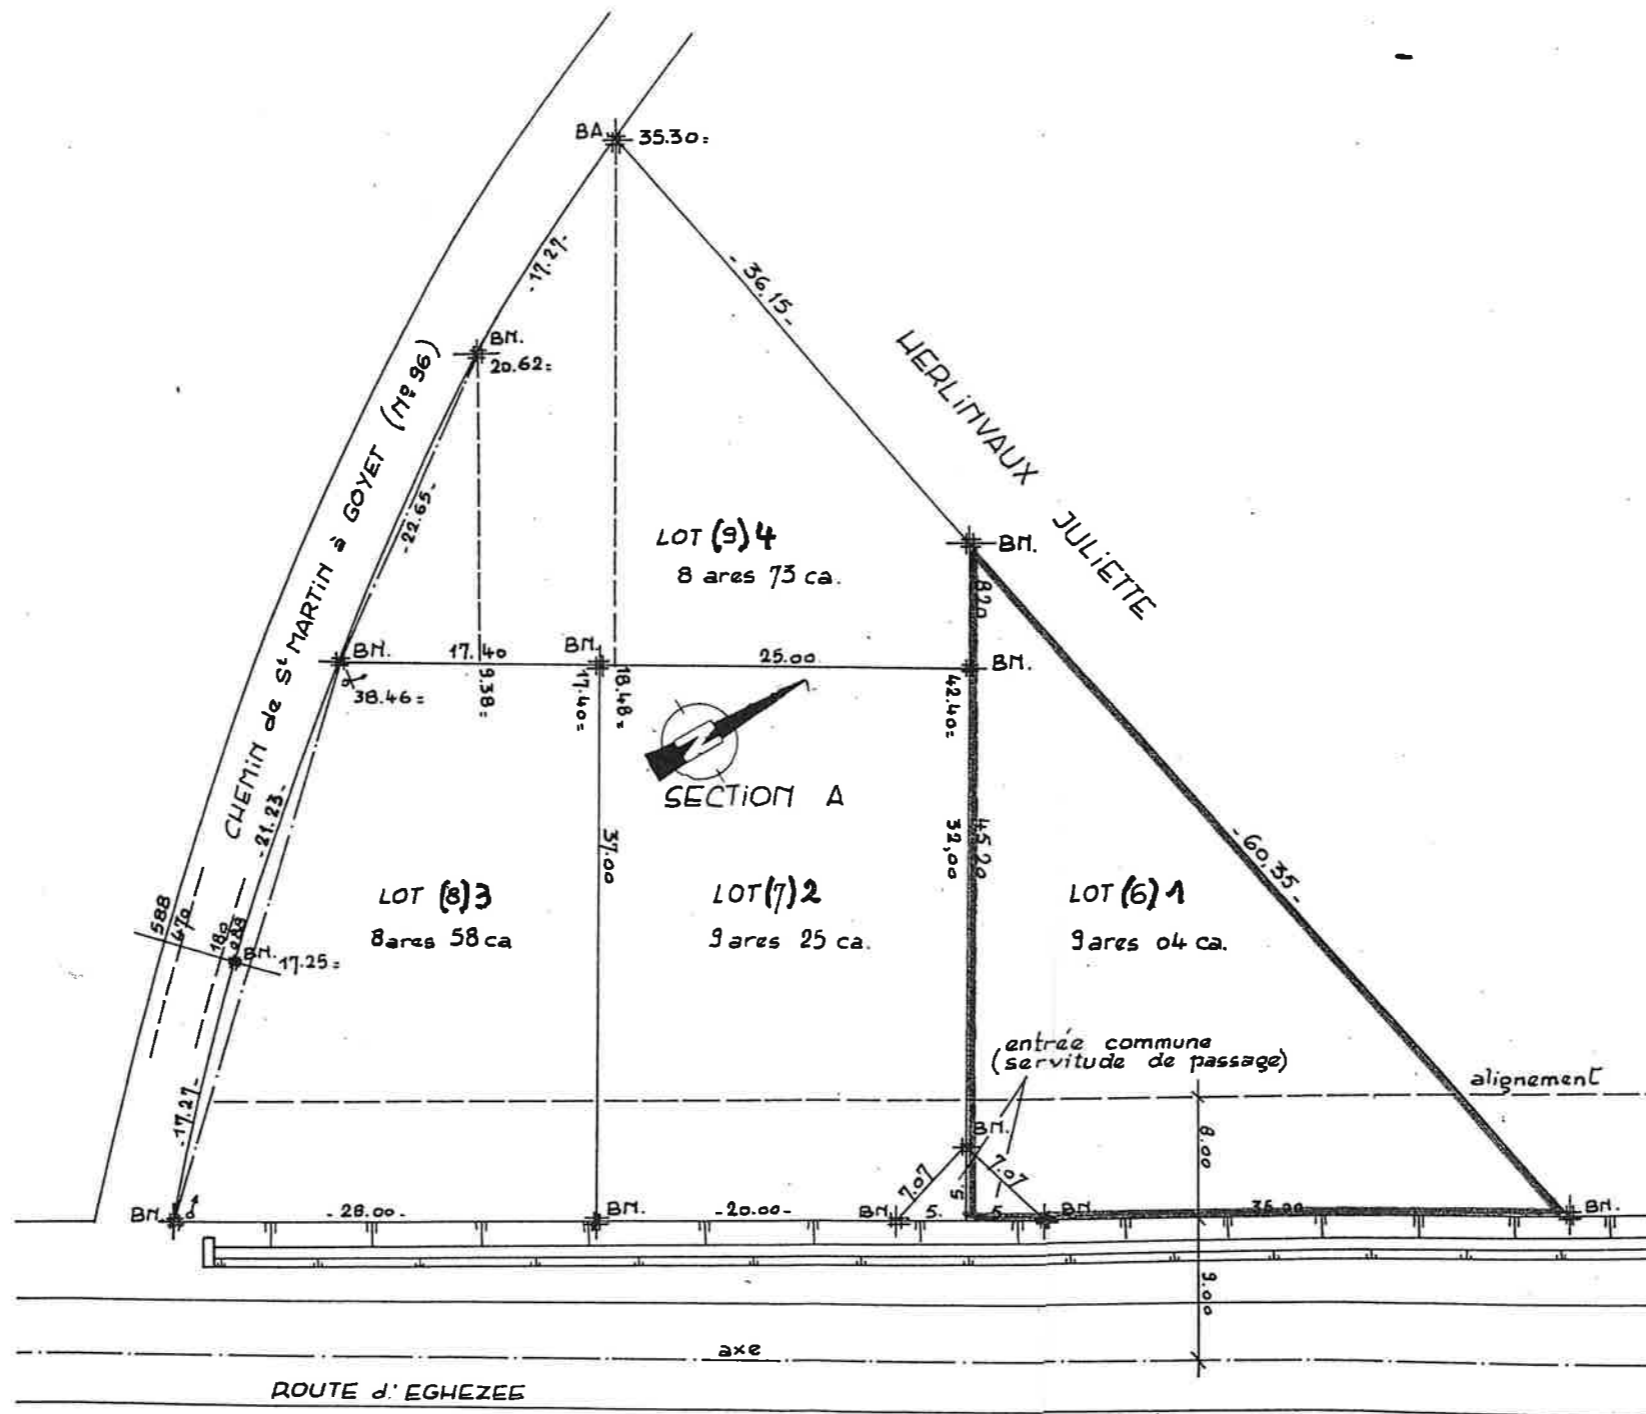 BA
35.30=
-17.27-
-36.15-
BN.
20.62=
HERLINVAUX JULIETTE
CHEMIN de St MARTIN à GOYET (No 96)
-22.65-
LOT (9) 4
8 ares 73 ca.
BN.
8.20
BN.
17.40
BN.
25.00
BN.
38.46=
9.38=
17.40=
18.48=
42.40=
SECTION A
-21.23-
37.00
32,00
45.20
-60,35-
LOT (8) 3
8 ares 58 ca
LOT (7) 2
9 ares 25 ca.
LOT (6) 1
9 ares 04 ca.
588
470
180
088
BN.
17.25=
entrée commune
(servitude de passage)
alignement
-17.27-
BN.
8.00
7.07
7.07
5.
BN.
-28.00-
BN.
-20.00-
BN.
5.
5.
BN.
35.00
BN.
9.00
axe
ROUTE d'EGHEZEE